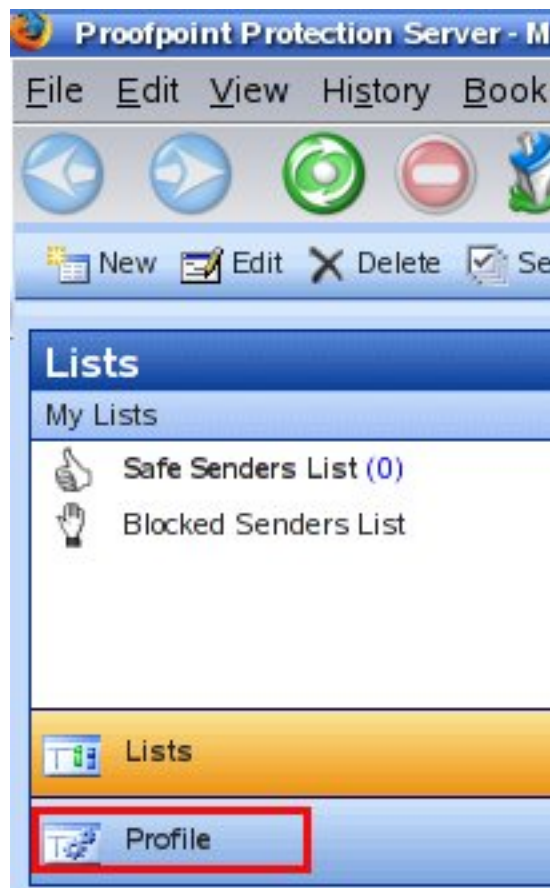 Proofpoint Protection Server - M
File Edit View History Book
New Edit Delete Se
Lists
My Lists
Safe Senders List (0)
Blocked Senders List
Lists
Profile